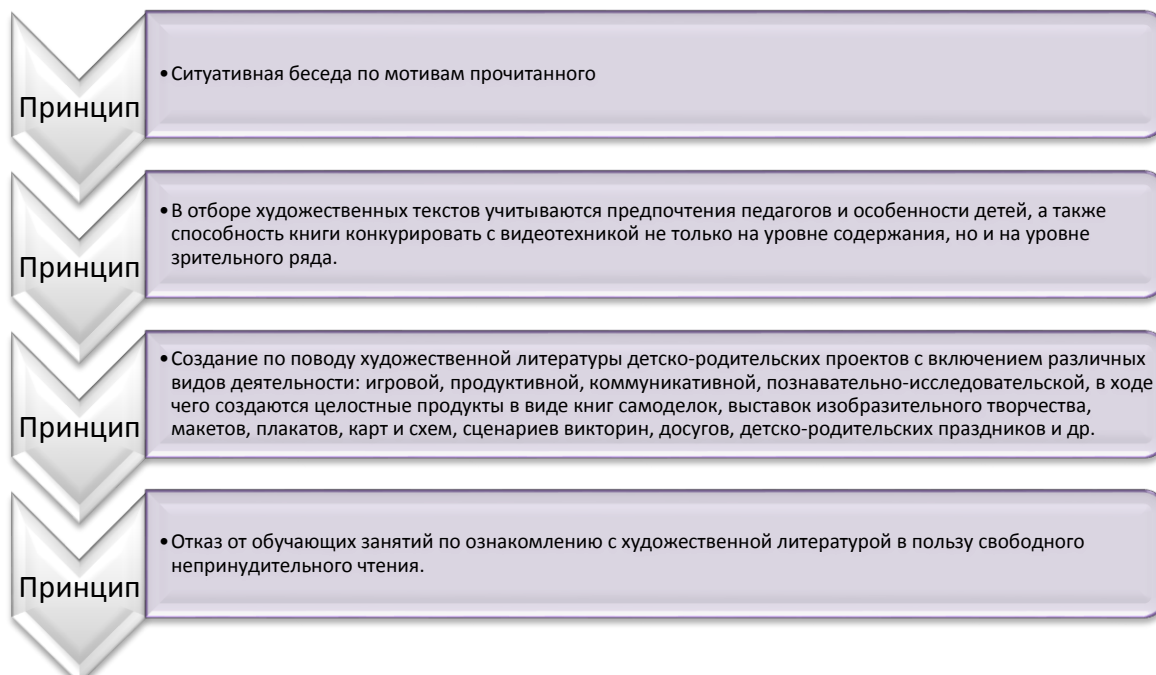 Принцип
•Ситуативная беседа по мотивам прочитанного
Принцип
•В отборе художественных текстов учитываются предпочтения педагогов и особенности детей, а также
способность книги конкурировать с видеотехникой не только на уровне содержания, но и на уровне
зрительного ряда.
Принцип
•Создание по поводу художественной литературы детско-родительских проектов с включением различных
видов деятельности: игровой, продуктивной, коммуникативной, познавательно-исследовательской, в ходе
чего создаются целостные продукты в виде книг самоделок, выставок изобразительного творчества,
макетов, плакатов, карт и схем, сценариев викторин, досугов, детско-родительских праздников и др.
Принцип
•Отказ от обучающих занятий по ознакомлению с художественной литературой в пользу свободного
непринудительного чтения.